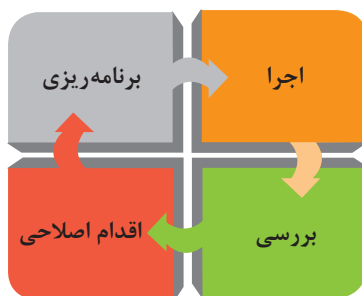 برنامه‌ریزی
اجرا
بررسی
اقدام اصلاحی